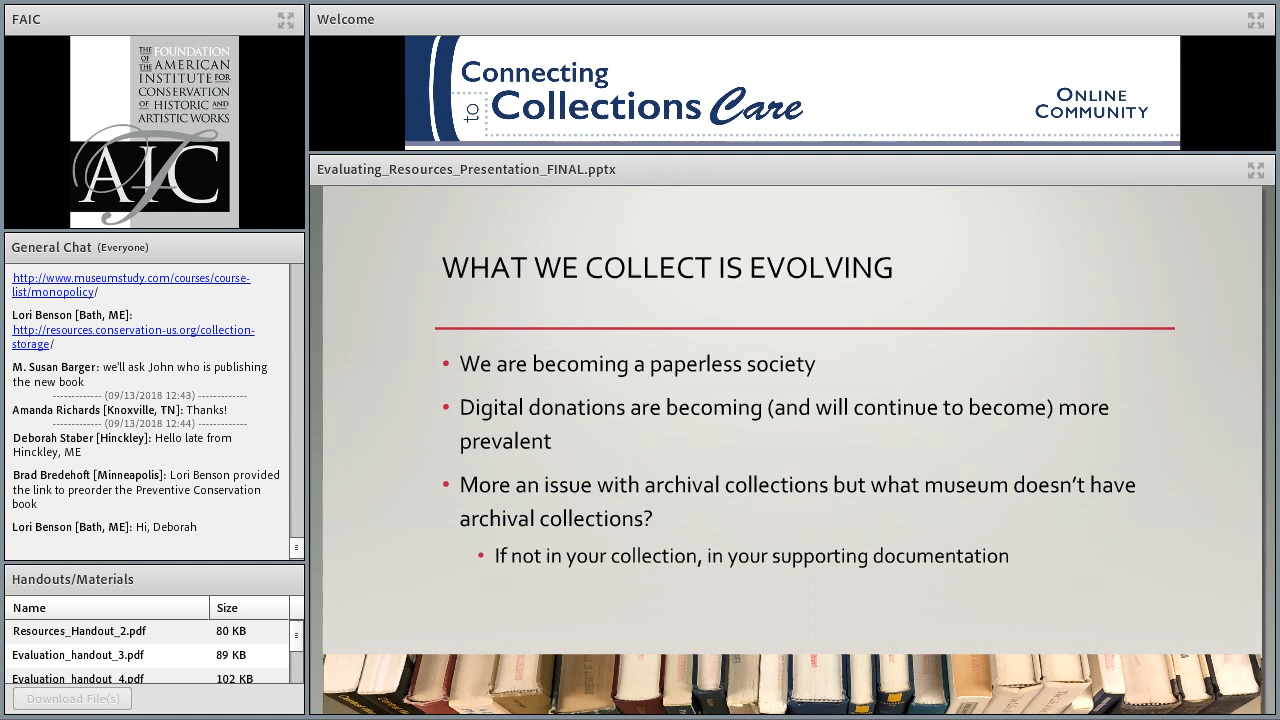 FAIC
THE FOUNDATION
OF THE AMERICAN
INSTITUTE FOR
CONSERVATION
OF HISTORIC AND
ARTISTIC WORKS
AIC
General Chat (Everyone)
http://www.museumstudy.com/courses/course-
list/monopolicy/
Lori Benson [Bath, ME]:
http://resources.conservation-us.org/collection-
storage/
M. Susan Barger: we'll ask John who is publishing
the new book
------------- (09/13/2018 12:43) -------------
Amanda Richards [Knoxville, TN]: Thanks!
------------- (09/13/2018 12:44) -------------
Deborah Staber [Hinckley]: Hello late from
Hinckley, ME
Brad Bredehoft [Minneapolis]: Lori Benson provided
the link to preorder the Preventive Conservation
book
Lori Benson [Bath, ME]: Hi, Deborah
Handouts/Materials
Name Size
Resources_Handout_2.pdf 80 KB
Evaluation_handout_3.pdf 89 KB
Evaluation_handout_4.pdf 102 KB
Download File(s)
Welcome
Connecting
to Collections Care
ONLINE
COMMUNITY
Evaluating_Resources_Presentation_FINAL.pptx
WHAT WE COLLECT IS EVOLVING
• We are becoming a paperless society
• Digital donations are becoming (and will continue to become) more
prevalent
• More an issue with archival collections but what museum doesn't have
archival collections?
• If not in your collection, in your supporting documentation